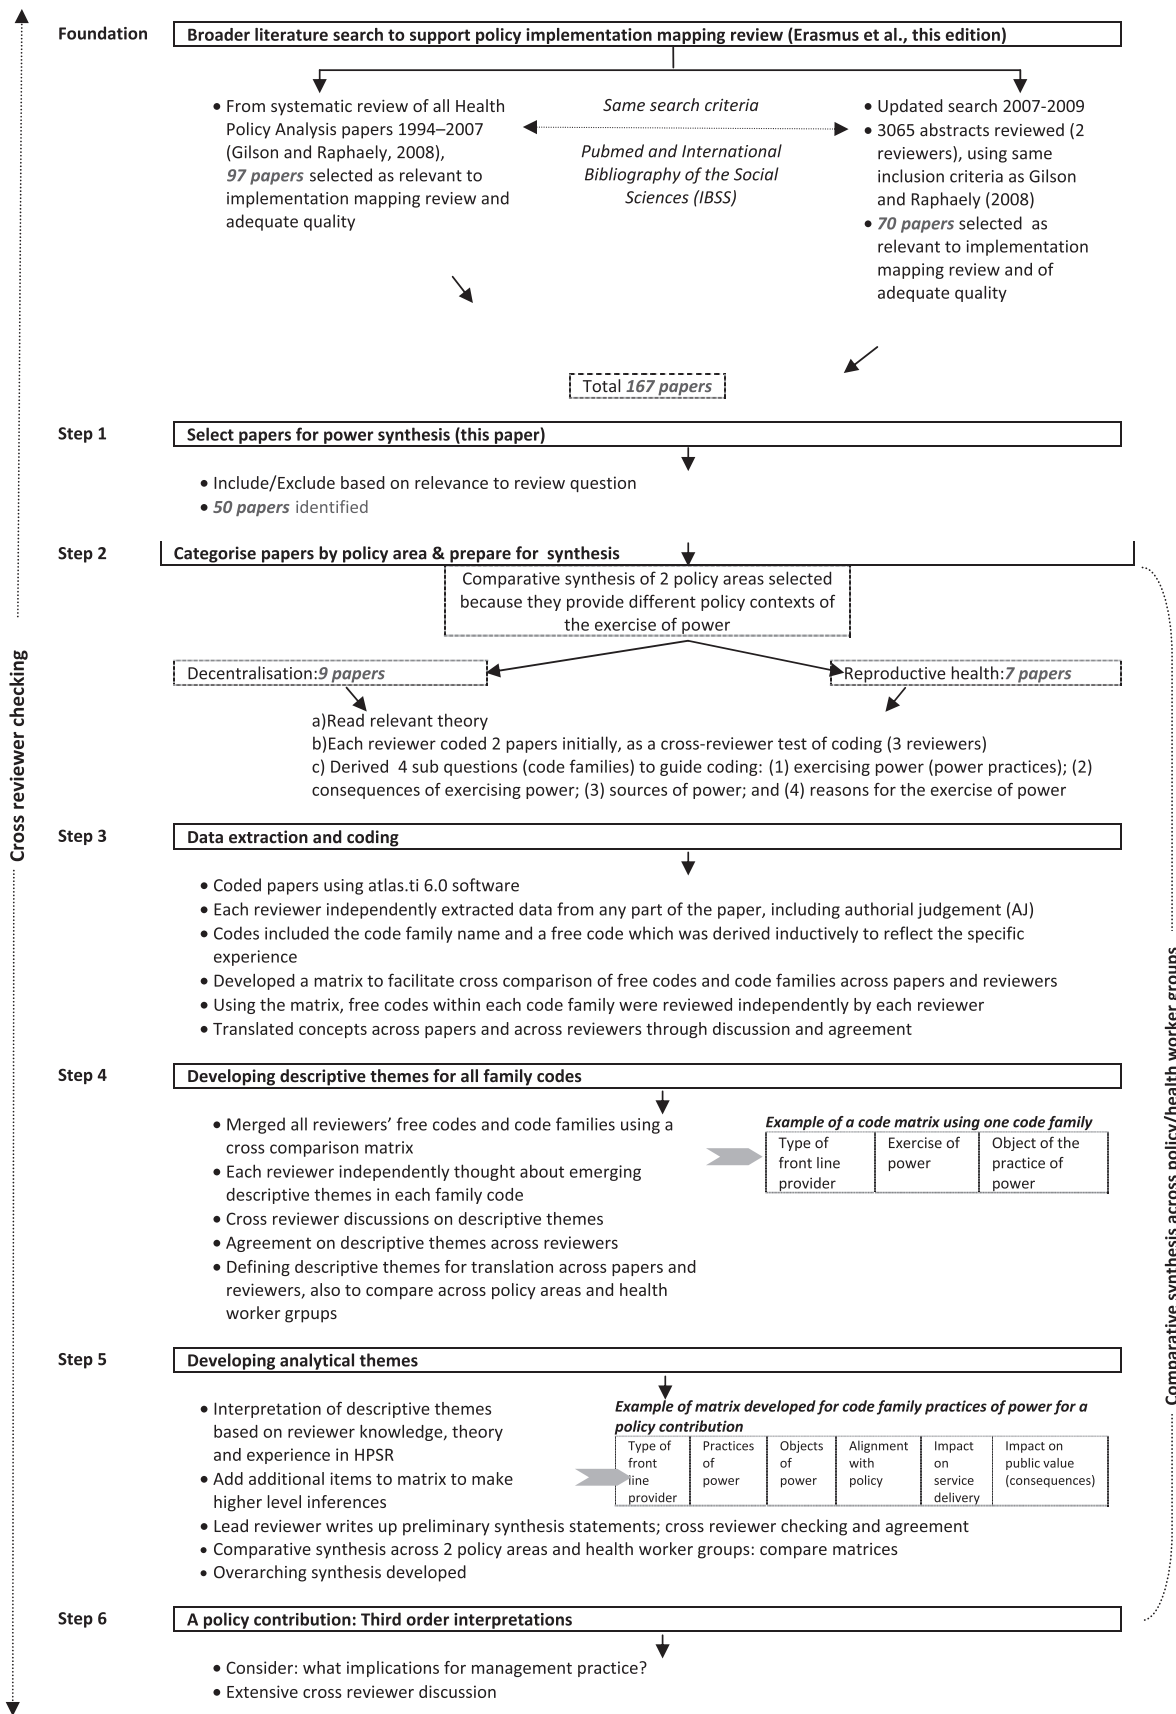 Foundation
Broader literature search to support policy implementation mapping review (Erasmus et al., this edition)
• From systematic review of all Health
Policy Analysis papers 1994–2007
(Gilson and Raphaely, 2008),
97 papers selected as relevant to
implementation mapping review and
adequate quality
Same search criteria
Pubmed and International
Bibliography of the Social
Sciences (IBSS)
• Updated search 2007-2009
• 3065 abstracts reviewed (2
reviewers), using same
inclusion criteria as Gilson
and Raphaely (2008)
• 70 papers selected as
relevant to implementation
mapping review and of
adequate quality
Total 167 papers
Step 1
Select papers for power synthesis (this paper)
• Include/Exclude based on relevance to review question
• 50 papers identified
Step 2
Categorise papers by policy area & prepare for synthesis
Comparative synthesis of 2 policy areas selected
because they provide different policy contexts of
the exercise of power
Decentralisation:9 papers
Reproductive health:7 papers
a)Read relevant theory
b)Each reviewer coded 2 papers initially, as a cross-reviewer test of coding (3 reviewers)
c) Derived 4 sub questions (code families) to guide coding: (1) exercising power (power practices); (2)
consequences of exercising power; (3) sources of power; and (4) reasons for the exercise of power
Step 3
Data extraction and coding
• Coded papers using atlas.ti 6.0 software
• Each reviewer independently extracted data from any part of the paper, including authorial judgement (AJ)
• Codes included the code family name and a free code which was derived inductively to reflect the specific
experience
• Developed a matrix to facilitate cross comparison of free codes and code families across papers and reviewers
• Using the matrix, free codes within each code family were reviewed independently by each reviewer
• Translated concepts across papers and across reviewers through discussion and agreement
Step 4
Developing descriptive themes for all family codes
• Merged all reviewers' free codes and code families using a
cross comparison matrix
• Each reviewer independently thought about emerging
descriptive themes in each family code
• Cross reviewer discussions on descriptive themes
• Agreement on descriptive themes across reviewers
• Defining descriptive themes for translation across papers and
reviewers, also to compare across policy areas and health
worker grpups
Example of a code matrix using one code family
Type of
front line
provider
Exercise of
power
Object of the
practice of
power
Step 5
Developing analytical themes
• Interpretation of descriptive themes
based on reviewer knowledge, theory
and experience in HPSR
• Add additional items to matrix to make
higher level inferences
• Lead reviewer writes up preliminary synthesis statements; cross reviewer checking and agreement
• Comparative synthesis across 2 policy areas and health worker groups: compare matrices
• Overarching synthesis developed
Example of matrix developed for code family practices of power for a
policy contribution
Type of
front
line
provider
Practices
of
power
Objects
of
power
Alignment
with
policy
Impact
on
service
delivery
Impact on
public value
(consequences)
Step 6
A policy contribution: Third order interpretations
• Consider: what implications for management practice?
• Extensive cross reviewer discussion
Cross reviewer checking
Comparative synthesis across policy/health worker groups